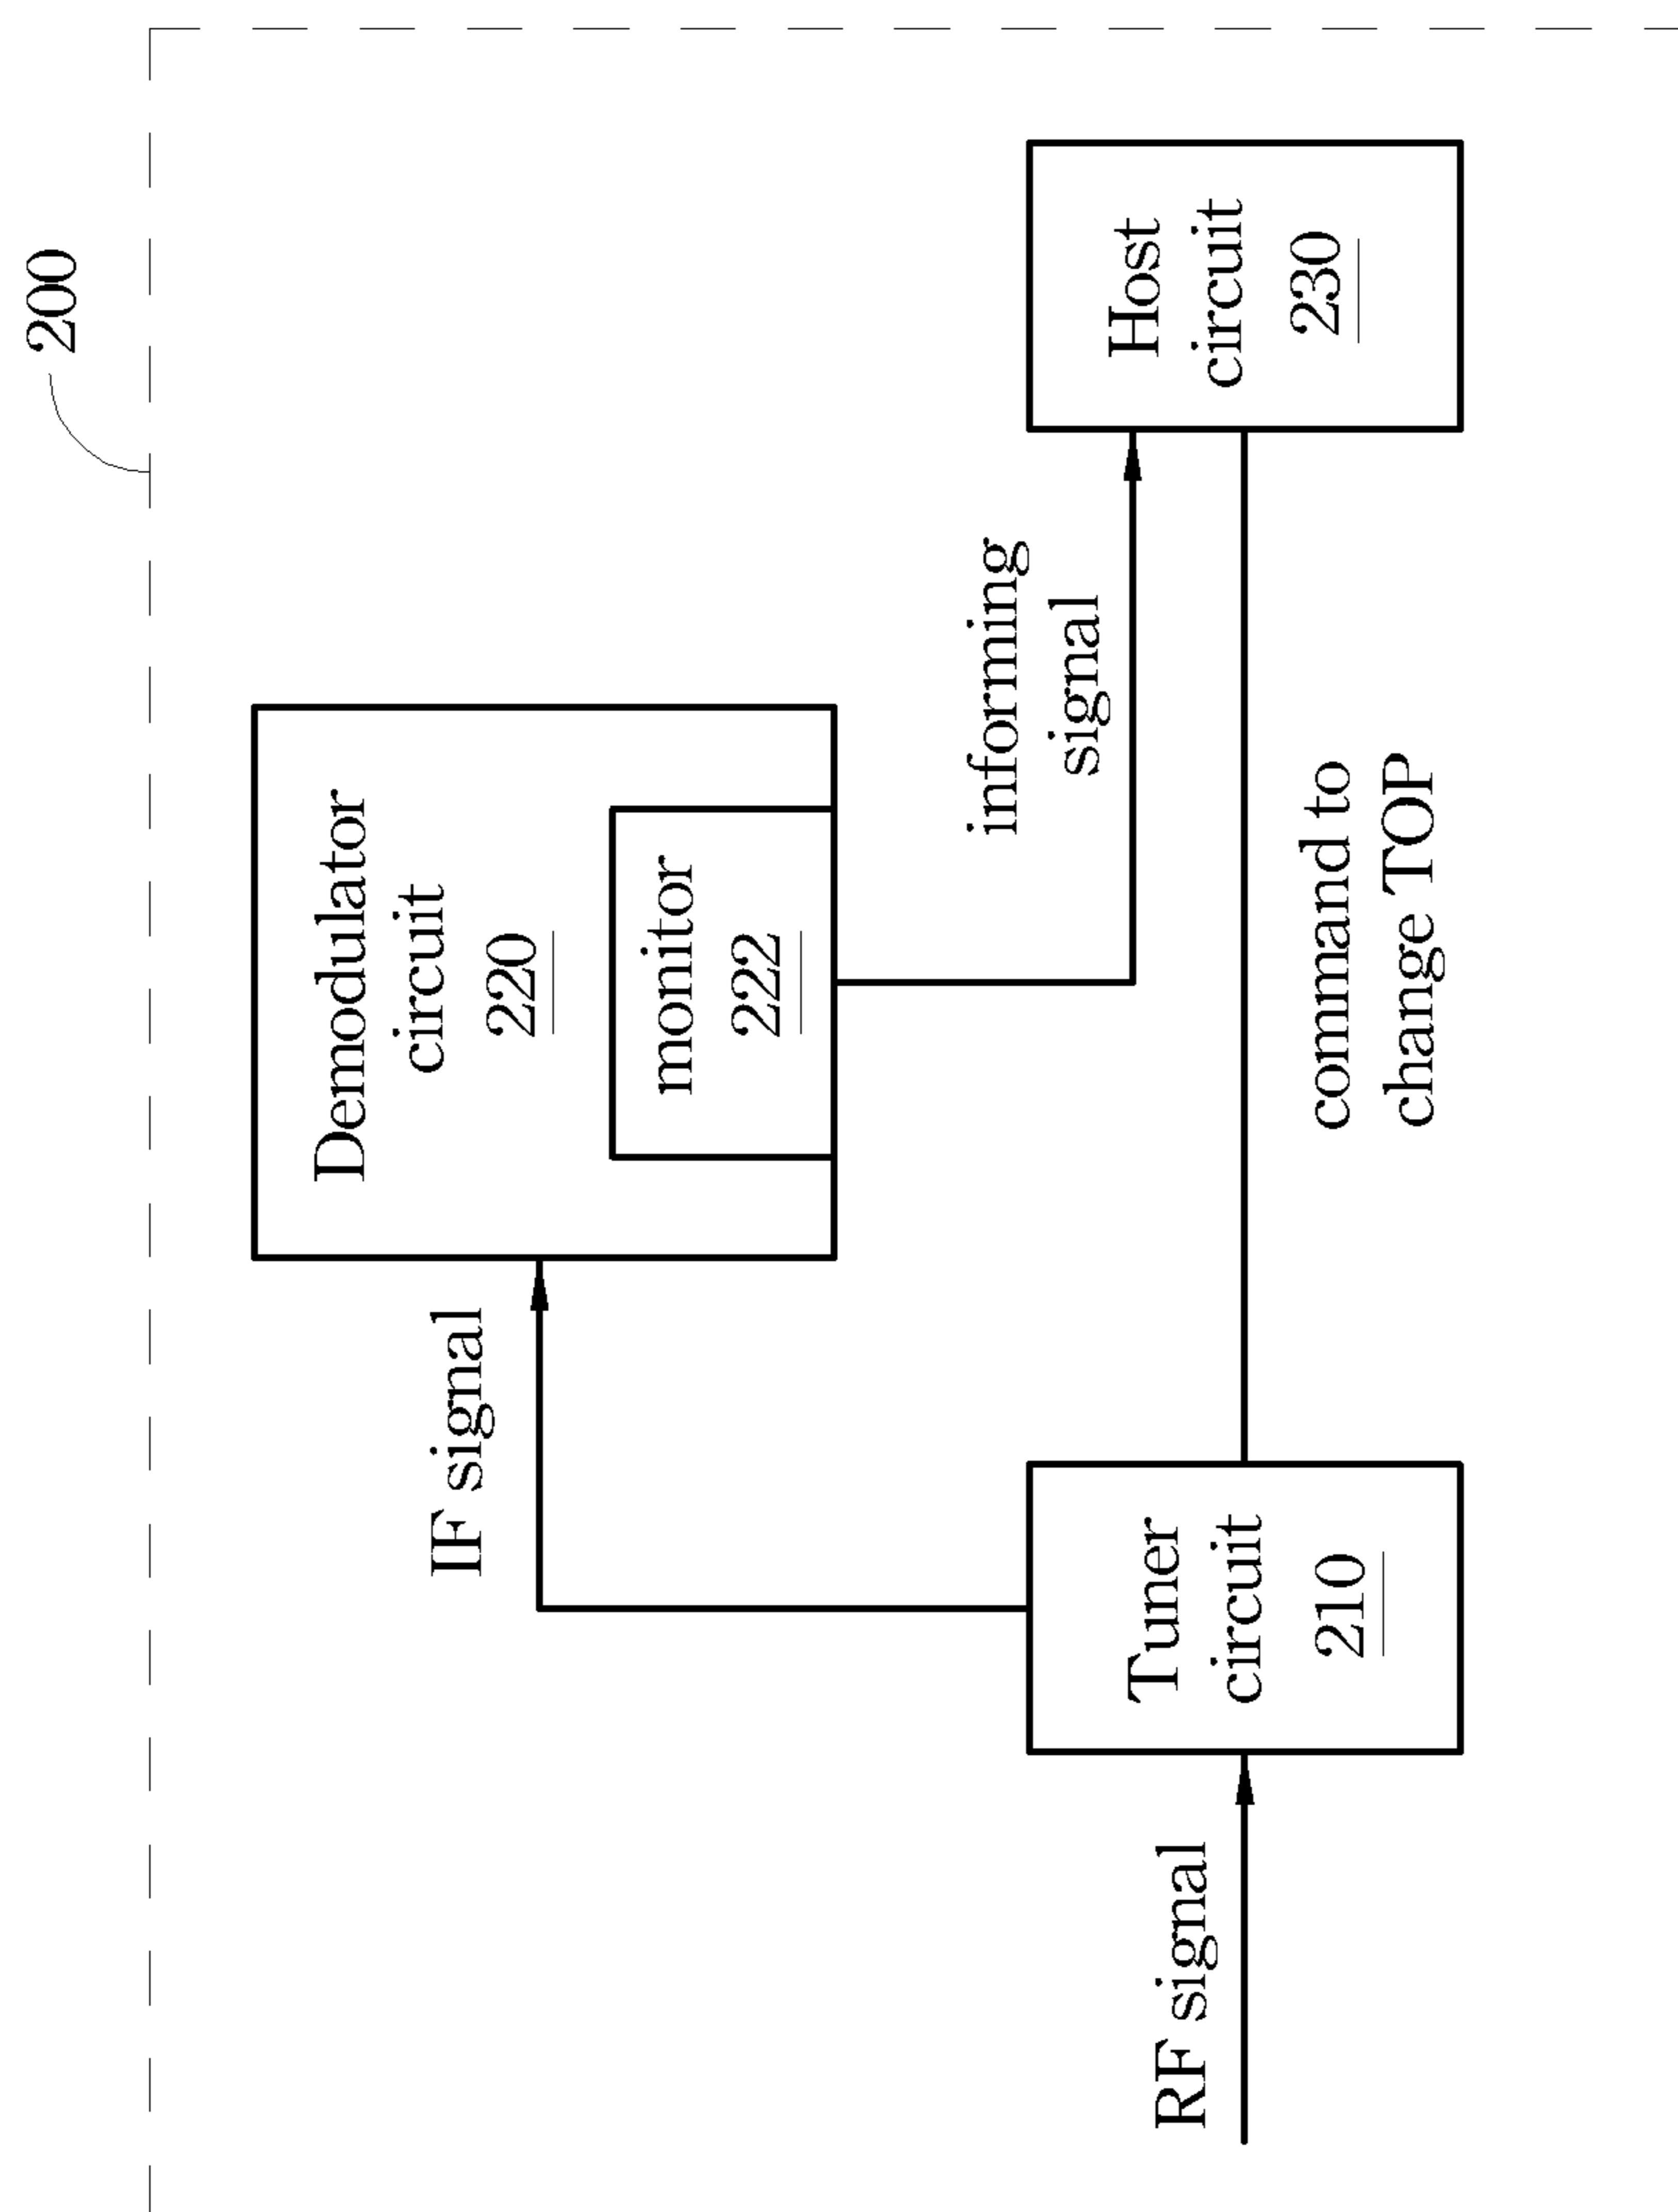 200
Demodulator
circuit
220
monitor
222
IF signal
informing
signal
Host
circuit
230
Tuner
circuit
210
RF signal
command to
change TOP